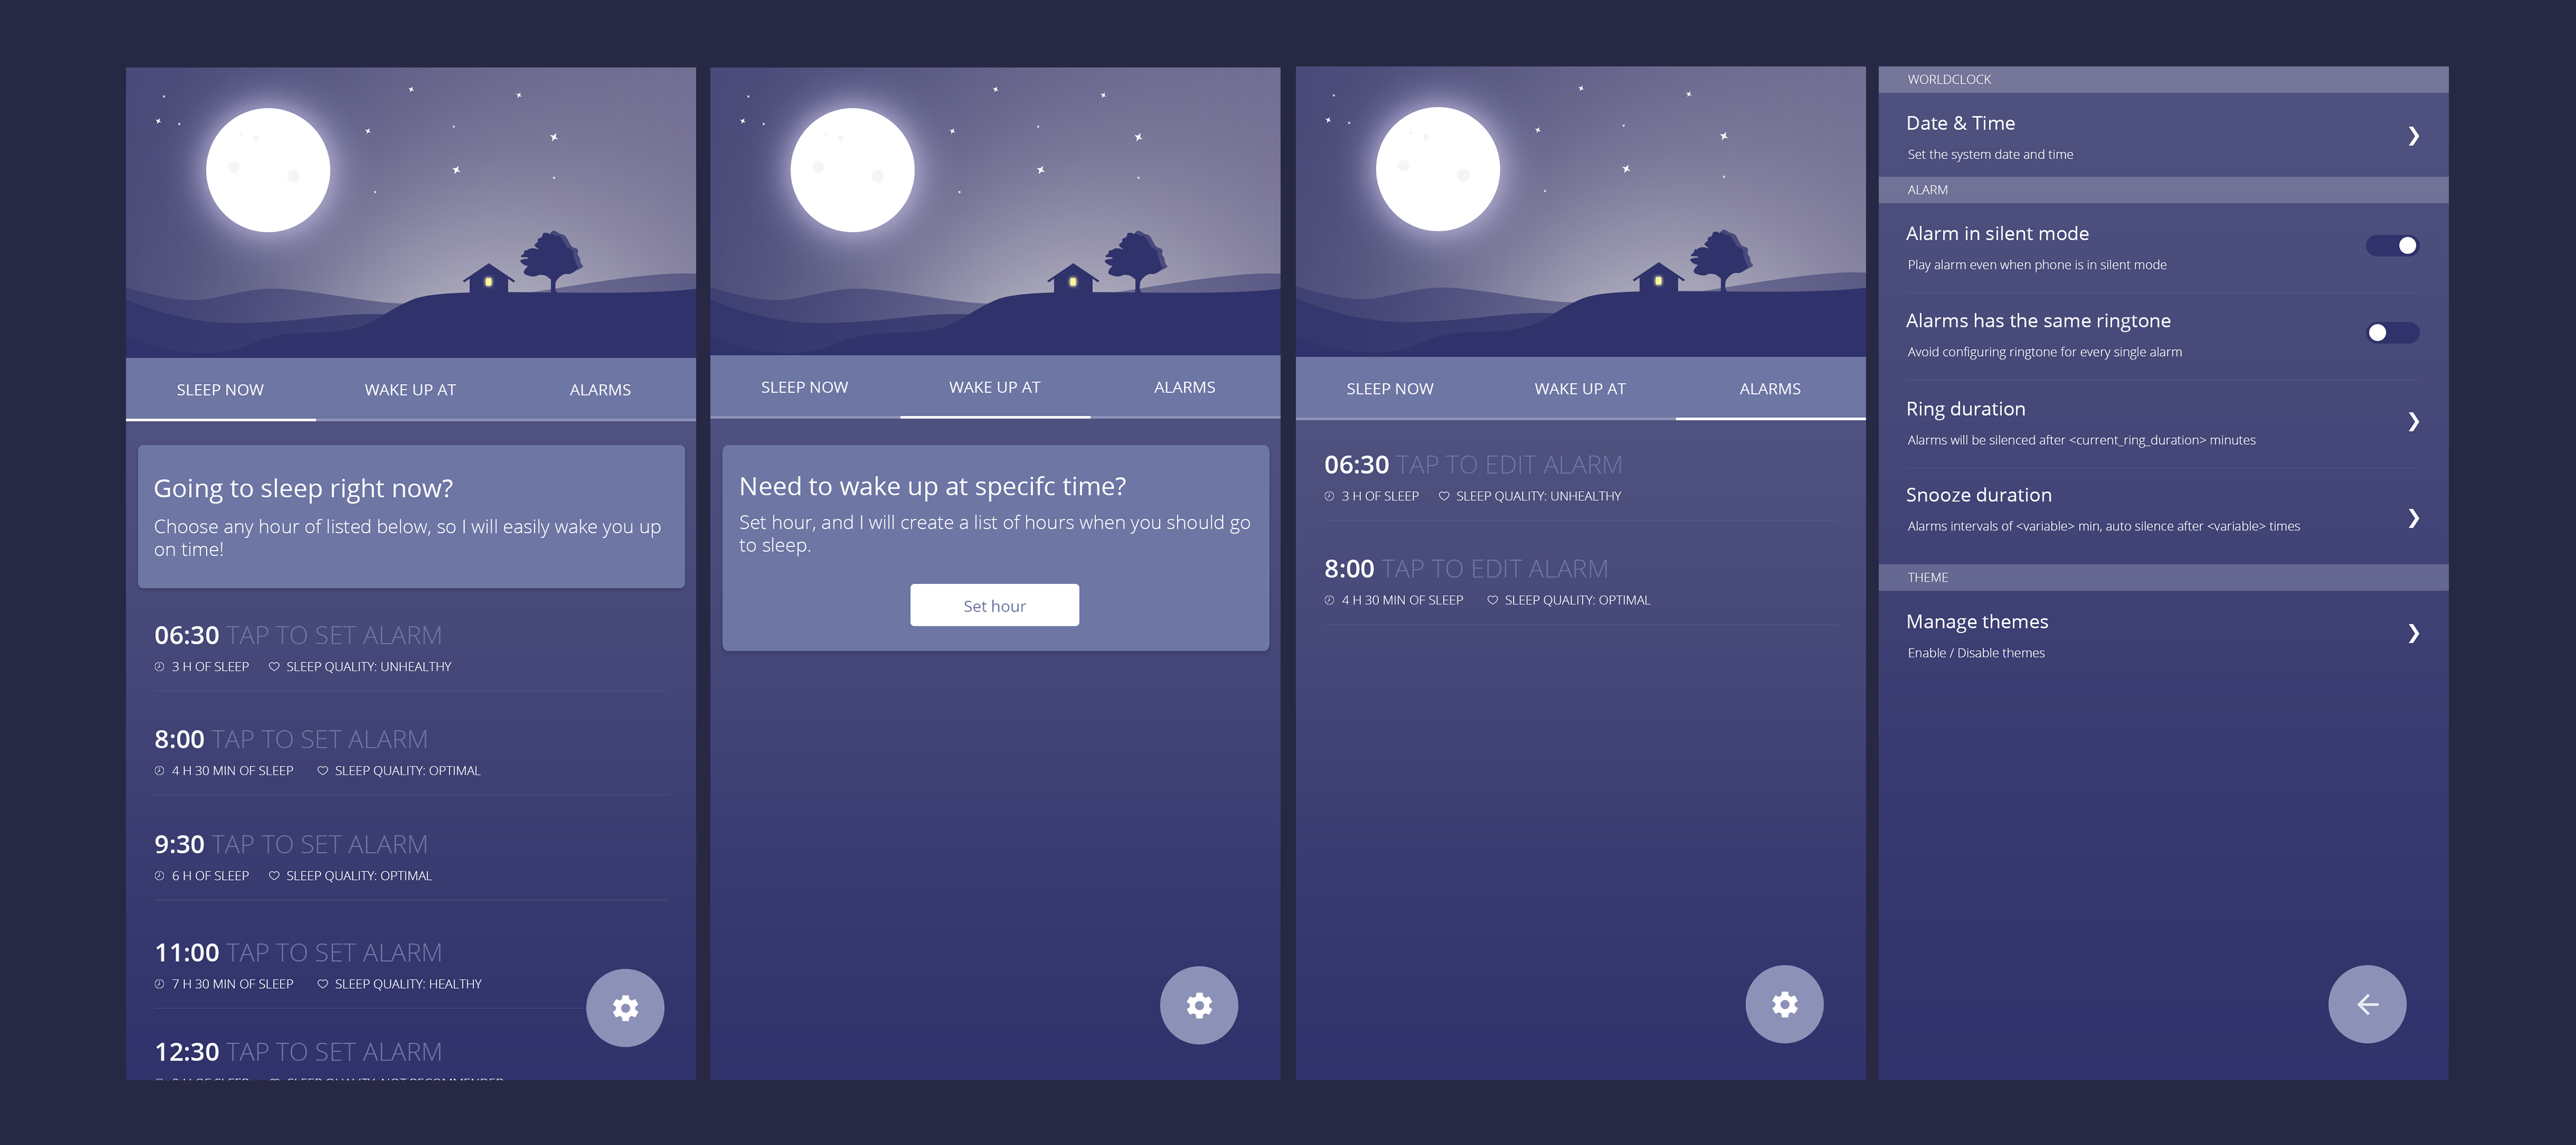 SLEEP NOW WAKE UP AT ALARMS
Going to sleep right now?
Choose any hour of listed below, so I will easily wake you up
on time!
06:30 TAP TO SET ALARM
3 H OF SLEEP SLEEP QUALITY: UNHEALTHY
8:00 TAP TO SET ALARM
4 H 30 MIN OF SLEEP SLEEP QUALITY: OPTIMAL
9:30 TAP TO SET ALARM
6 H OF SLEEP SLEEP QUALITY: OPTIMAL
11:00 TAP TO SET ALARM
7 H 30 MIN OF SLEEP SLEEP QUALITY: HEALTHY
12:30 TAP TO SET ALARM
SLEEP NOW WAKE UP AT ALARMS
Need to wake up at specifc time?
Set hour, and I will create a list of hours when you should go
to sleep.
Set hour
SLEEP NOW WAKE UP AT ALARMS
06:30 TAP TO EDIT ALARM
3 H OF SLEEP SLEEP QUALITY: UNHEALTHY
8:00 TAP TO EDIT ALARM
4 H 30 MIN OF SLEEP SLEEP QUALITY: OPTIMAL
WORLDCLOCK
Date & Time
Set the system date and time
ALARM
Alarm in silent mode
Play alarm even when phone is in silent mode
Alarms has the same ringtone
Avoid configuring ringtone for every single alarm
Ring duration
Alarms will be silenced after <current_ring_duration> minutes
Snooze duration
Alarms intervals of <variable> min, auto silence after <variable> times
THEME
Manage themes
Enable / Disable themes